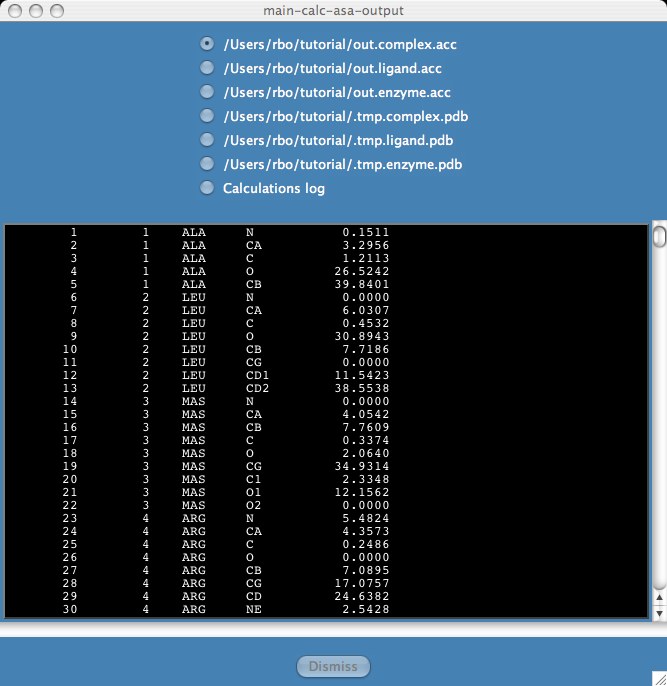 main-calc-asa-output
/Users/rbo/tutorial/out.complex.acc
/Users/rbo/tutorial/out.ligand.acc
/Users/rbo/tutorial/out.enzyme.acc
/Users/rbo/tutorial/.tmp.complex.pdb
/Users/rbo/tutorial/.tmp.ligand.pdb
/Users/rbo/tutorial/.tmp.enzyme.pdb
Calculations log
1 1 ALA N 0.1511
2 1 ALA CA 3.2956
3 1 ALA C 1.2113
4 1 ALA O 26.5242
5 1 ALA CB 39.8401
6 2 LEU N 0.0000
7 2 LEU CA 6.0307
8 2 LEU C 0.4532
9 2 LEU O 30.8943
10 2 LEU CB 7.7186
11 2 LEU CG 0.0000
12 2 LEU CD1 11.5423
13 2 LEU CD2 38.5538
14 3 MAS N 0.0000
15 3 MAS CA 4.0542
16 3 MAS CB 7.7609
17 3 MAS C 0.3374
18 3 MAS O 2.0640
19 3 MAS CG 34.9314
20 3 MAS C1 2.3348
21 3 MAS O1 12.1562
22 3 MAS O2 0.0000
23 4 ARG N 5.4824
24 4 ARG CA 4.3573
25 4 ARG C 0.2486
26 4 ARG O 0.0000
27 4 ARG CB 7.0895
28 4 ARG CG 17.0757
29 4 ARG CD 24.6382
30 4 ARG NE 2.5428
Dismiss